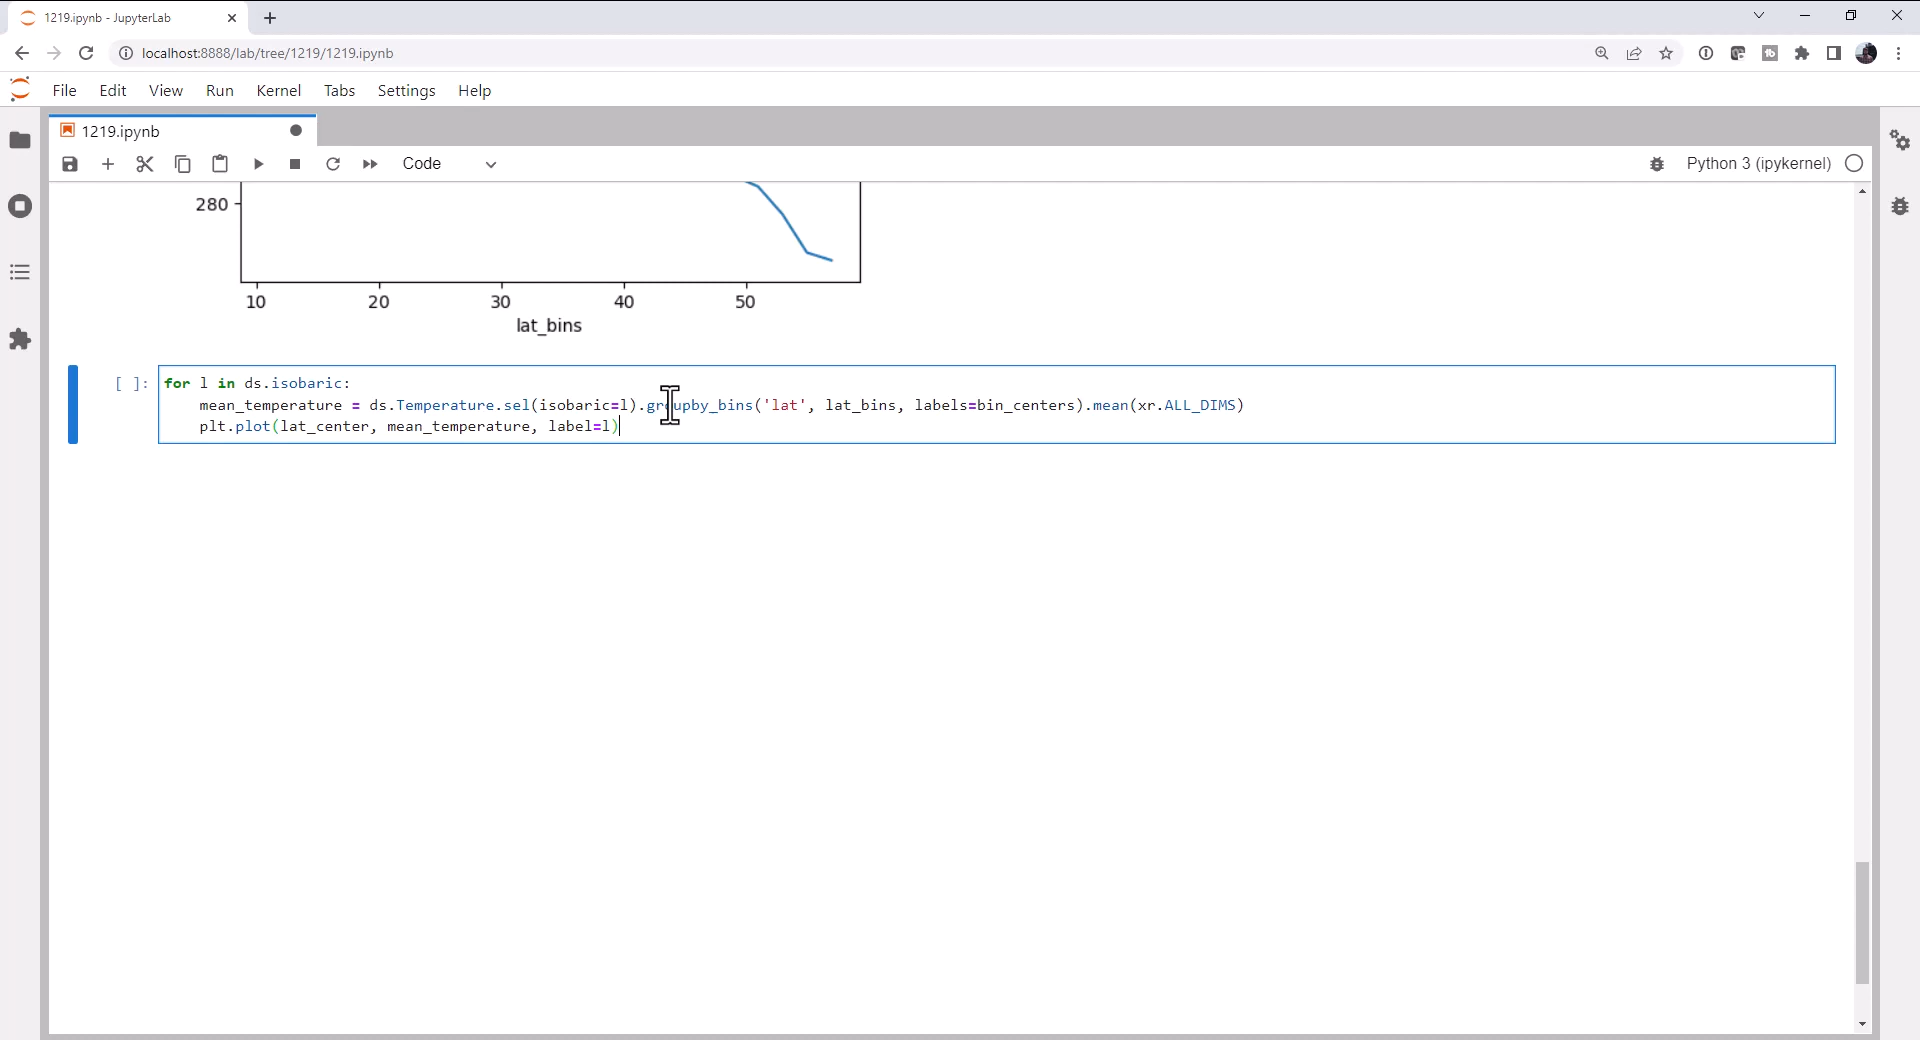 1219.ipynb - JupyterLab
localhost:8888/lab/tree/1219/1219.ipynb
File Edit View Run Kernel Tabs Settings Help
1219.ipynb
Code
Python 3 (ipykernel)
280
10 20 30 40 50
lat_bins
[ ]: for l in ds.isobaric:
mean_temperature = ds.Temperature.sel(isobaric=l).groupby_bins('lat', lat_bins, labels=bin_centers).mean(xr.ALL_DIMS)
plt.plot(lat_center, mean_temperature, label=l)